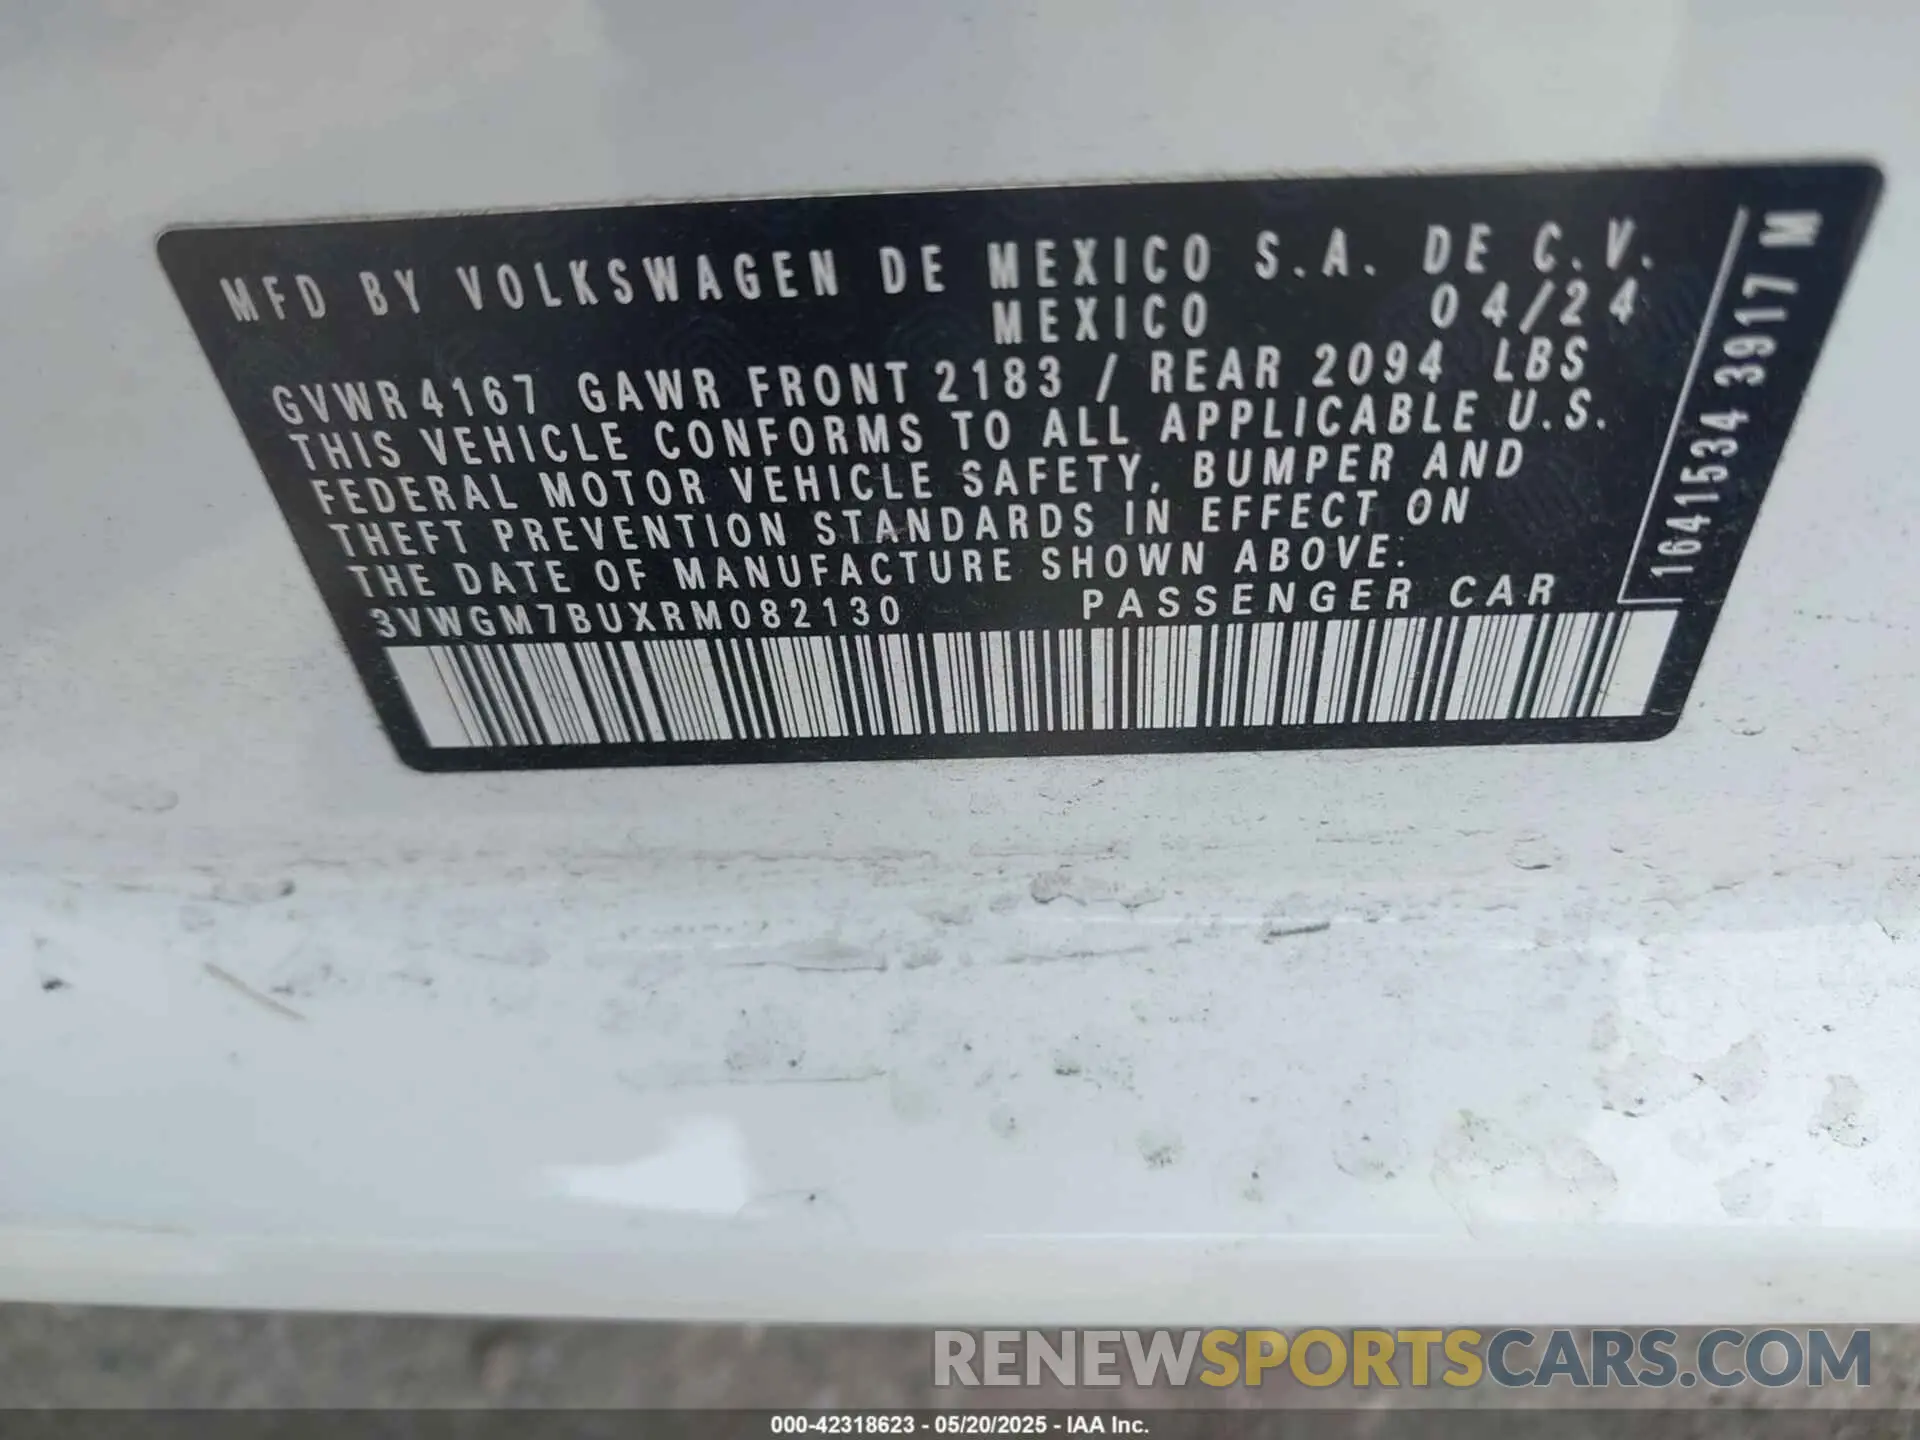 MFD BY VOLKSWAGEN DE MEXICO S.A. DE C.V.
MEXICO 04/24
GVWR 4167 GAWR FRONT 2183 / REAR 2094 LBS
THIS VEHICLE CONFORMS TO ALL APPLICABLE U.S.
FEDERAL MOTOR VEHICLE SAFETY, BUMPER AND
THEFT PREVENTION STANDARDS IN EFFECT ON
THE DATE OF MANUFACTURE SHOWN ABOVE.
3VWGM7BUXRM082130 PASSENGER CAR
1641534 3917 M
RENEWSPORTSCARS.COM
000-42318623 - 05/20/2025 - IAA Inc.